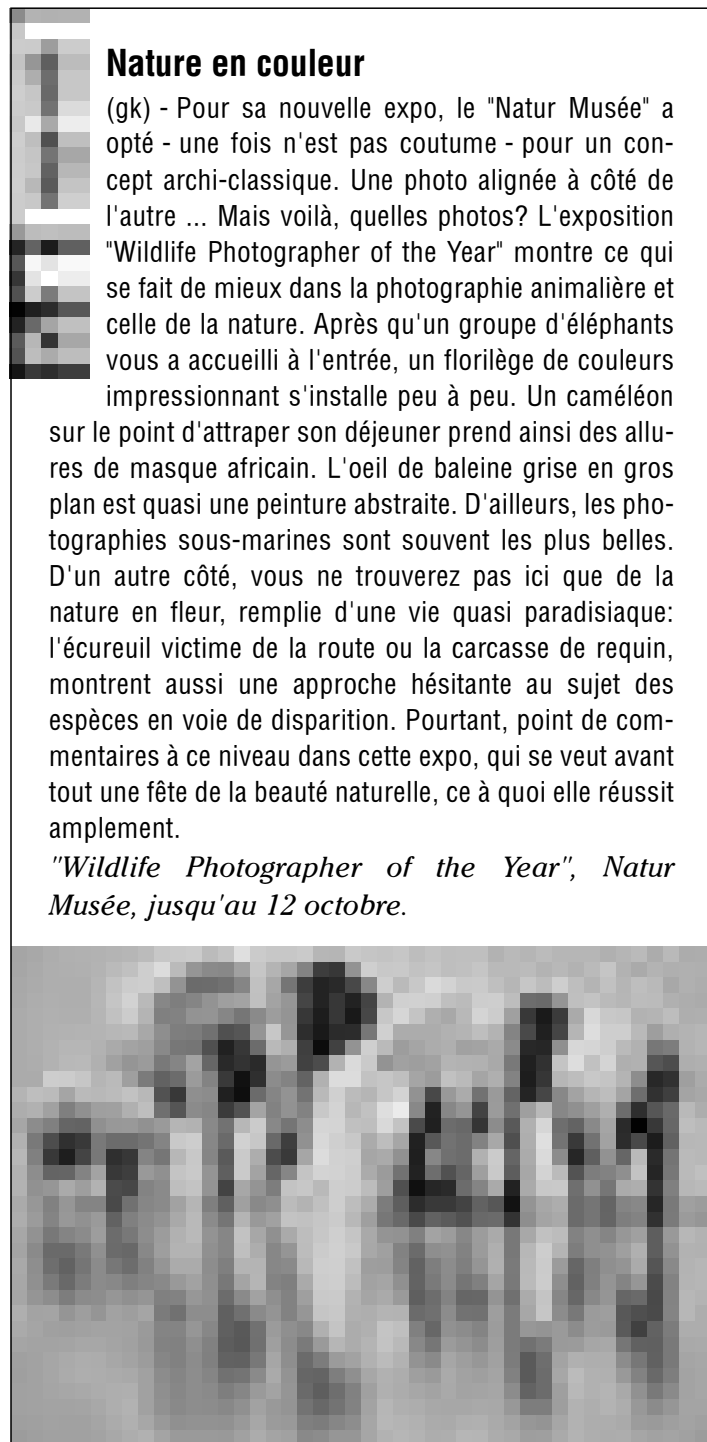 Nature en couleur
(gk) - Pour sa nouvelle expo, le "Natur Musée" a
opté - une fois n'est pas coutume - pour un con-
cept archi-classique. Une photo alignée à côté de
l'autre ... Mais voilà, quelles photos? L'exposition
"Wildlife Photographer of the Year" montre ce qui
se fait de mieux dans la photographie animalière et
celle de la nature. Après qu'un groupe d'éléphants
vous a accueilli à l'entrée, un florilège de couleurs
impressionnant s'installe peu à peu. Un caméléon
sur le point d'attraper son déjeuner prend ainsi des allu-
res de masque africain. L'oeil de baleine grise en gros
plan est quasi une peinture abstraite. D'ailleurs, les pho-
tographies sous-marines sont souvent les plus belles.
D'un autre côté, vous ne trouverez pas ici que de la
nature en fleur, remplie d'une vie quasi paradisiaque:
l'écureuil victime de la route ou la carcasse de requin,
montrent aussi une approche hésitante au sujet des
espèces en voie de disparition. Pourtant, point de com-
mentaires à ce niveau dans cette expo, qui se veut avant
tout une fête de la beauté naturelle, ce à quoi elle réussit
amplement.
"Wildlife Photographer of the Year", Natur
Musée, jusqu'au 12 octobre.